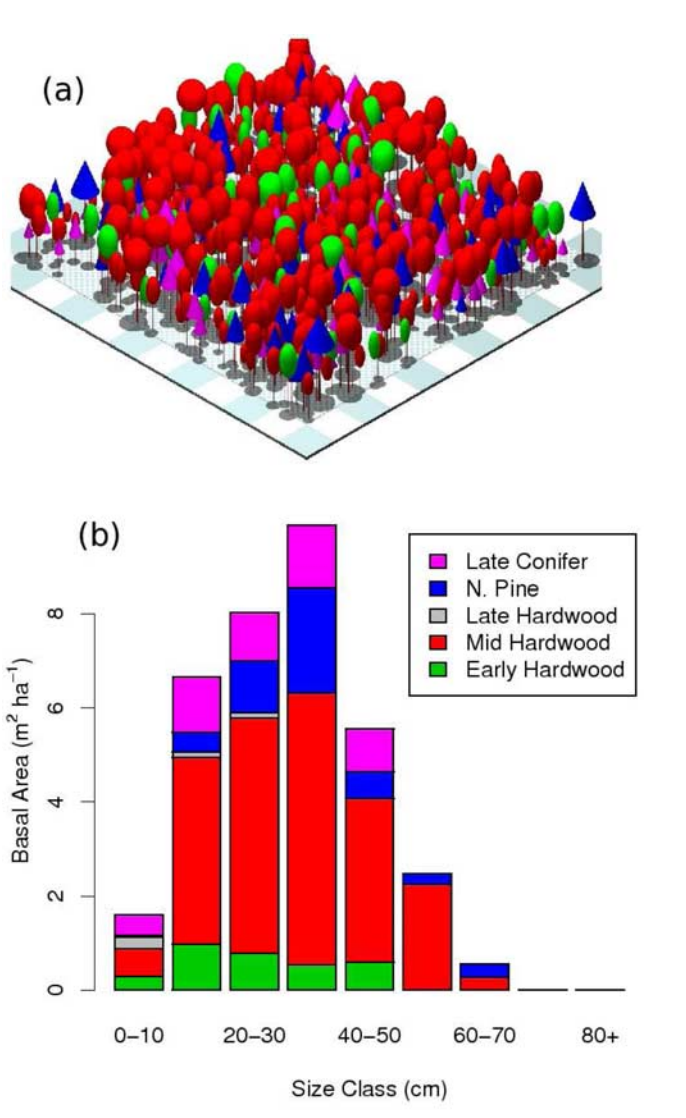 (a)
(b)
Late Conifer
N. Pine
Late Hardwood
Mid Hardwood
Early Hardwood
Basal Area (m² ha⁻¹)
8
6
4
2
0
0−10
20−30
40−50
60−70
80+
Size Class (cm)